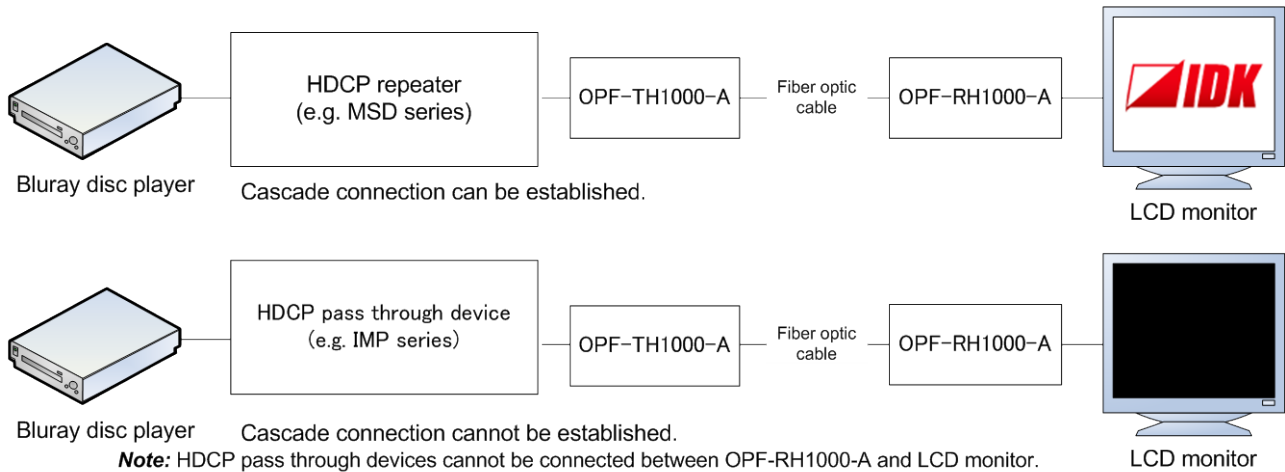 HDCP repeater
(e.g. MSD series)
OPF-TH1000-A
Fiber optic
cable
OPF-RH1000-A
IDK
Bluray disc player
Cascade connection can be established.
LCD monitor
HDCP pass through device
(e.g. IMP series)
OPF-TH1000-A
Fiber optic
cable
OPF-RH1000-A
Bluray disc player
Cascade connection cannot be established.
LCD monitor
Note: HDCP pass through devices cannot be connected between OPF-RH1000-A and LCD monitor.